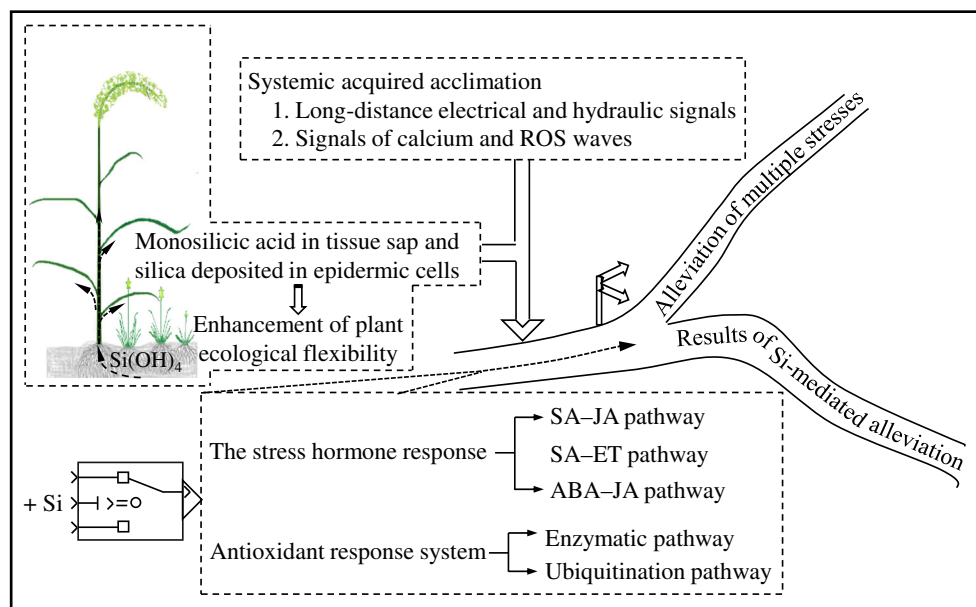 Systemic acquired acclimation
1. Long-distance electrical and hydraulic signals
2. Signals of calcium and ROS waves
Monosilicic acid in tissue sap and
silica deposited in epidermic cells
Enhancement of plant
ecological flexibility
Si(OH)₄
Alleviation of multiple stresses
Results of Si-mediated alleviation
The stress hormone response
SA–JA pathway
SA–ET pathway
ABA–JA pathway
+ Si
Antioxidant response system
Enzymatic pathway
Ubiquitination pathway